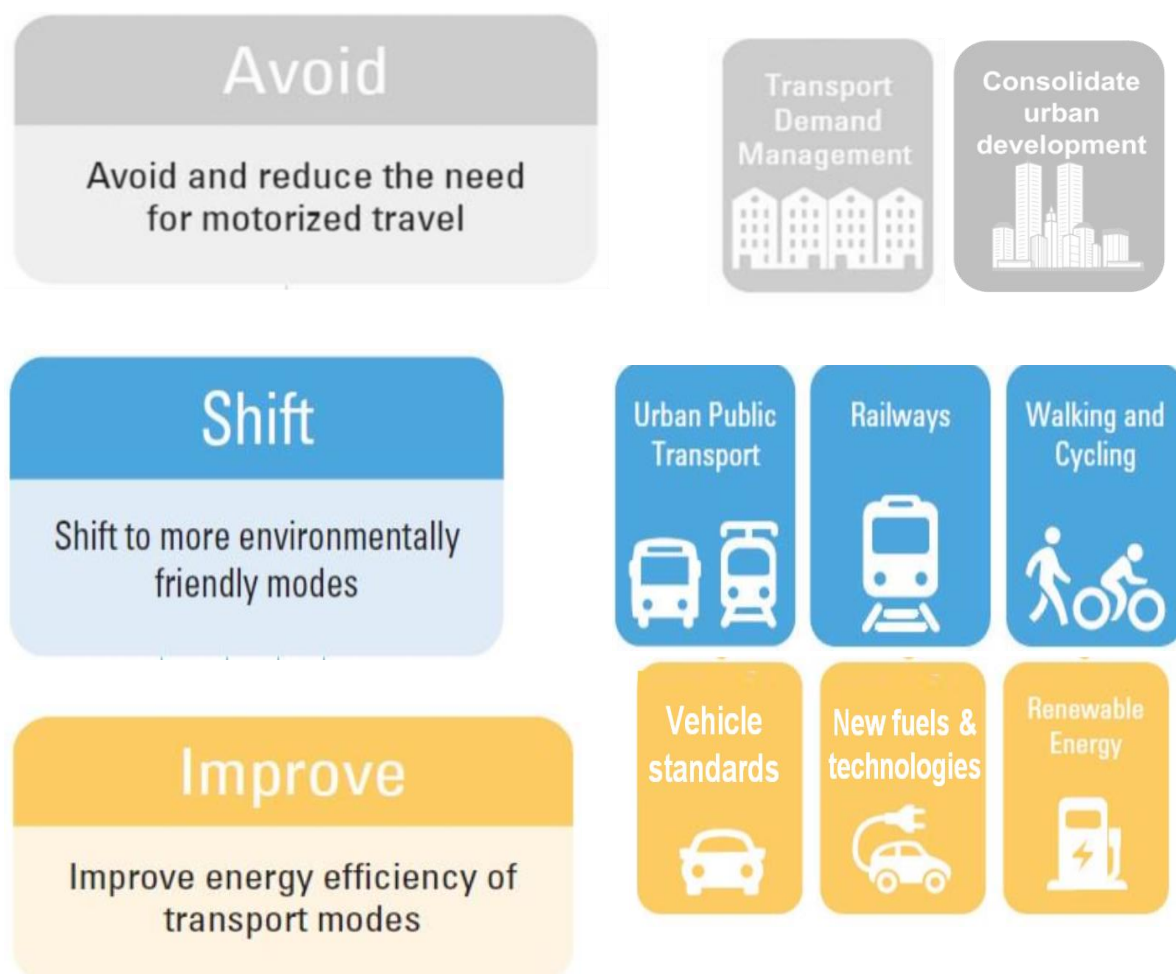 Avoid
Avoid and reduce the need
for motorized travel
Transport
Demand
Management
Consolidate
urban
development
Shift
Shift to more environmentally
friendly modes
Urban Public
Transport
Railways
Walking and
Cycling
Improve
Improve energy efficiency of
transport modes
Vehicle
standards
New fuels &
technologies
Renewable
Energy